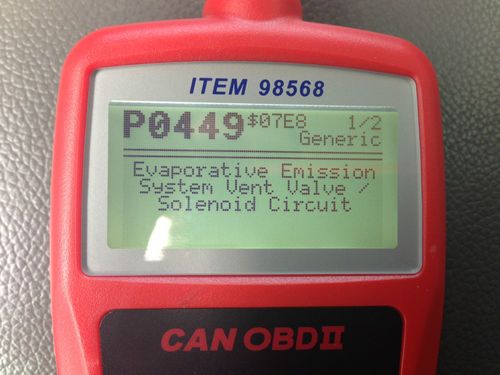 ITEM 98568
P0449 $07E8 1/2
Generic
Evaporative Emission
System Vent Valve /
Solenoid Circuit
CAN OBDII